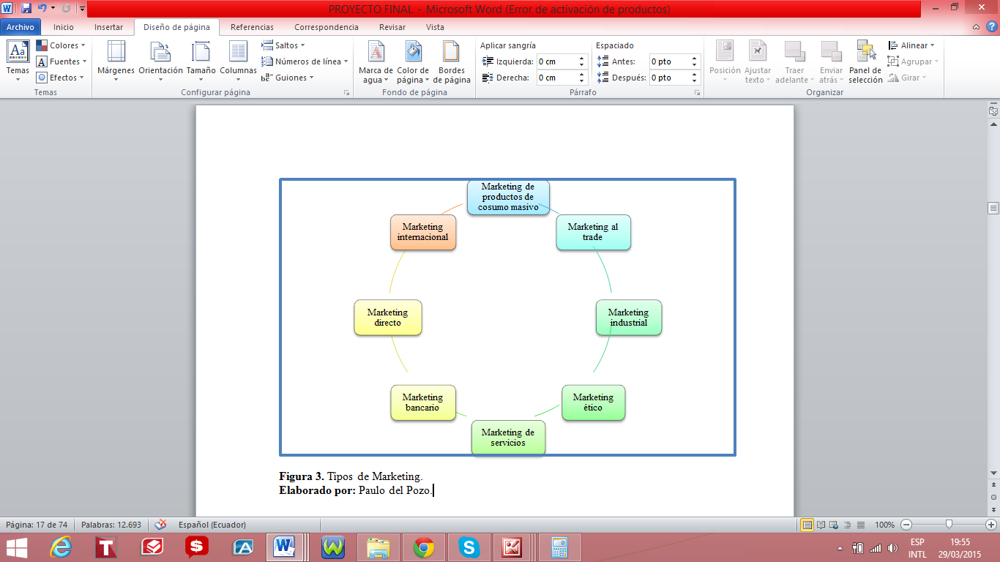 PROYECTO FINAL - Microsoft Word (Error de activación de productos)
Archivo Inicio Insertar Diseño de página Referencias Correspondencia Revisar Vista
Aa Temas
Colores
Fuentes
Efectos
Temas
Márgenes Orientación Tamaño Columnas
Saltos
Números de línea
Guiones
Configurar página
Marca de agua
Color de página
Bordes de página
Fondo de página
Aplicar sangría
Izquierda: 0 cm
Derecha: 0 cm
Espaciado
Antes: 0 pto
Después: 0 pto
Párrafo
Posición
Ajustar texto
Traer adelante
Enviar atrás
Panel de selección
Alinear
Agrupar
Girar
Organizar
Marketing de
productos de
cosumo masivo
Marketing al
trade
Marketing
industrial
Marketing
ético
Marketing de
servicios
Marketing
bancario
Marketing
directo
Marketing
internacional
Figura 3. Tipos de Marketing.
Elaborado por: Paulo del Pozo.
Página: 17 de 74 Palabras: 12.693 Español (Ecuador) 100%
ESP
INTL
19:55
29/03/2015